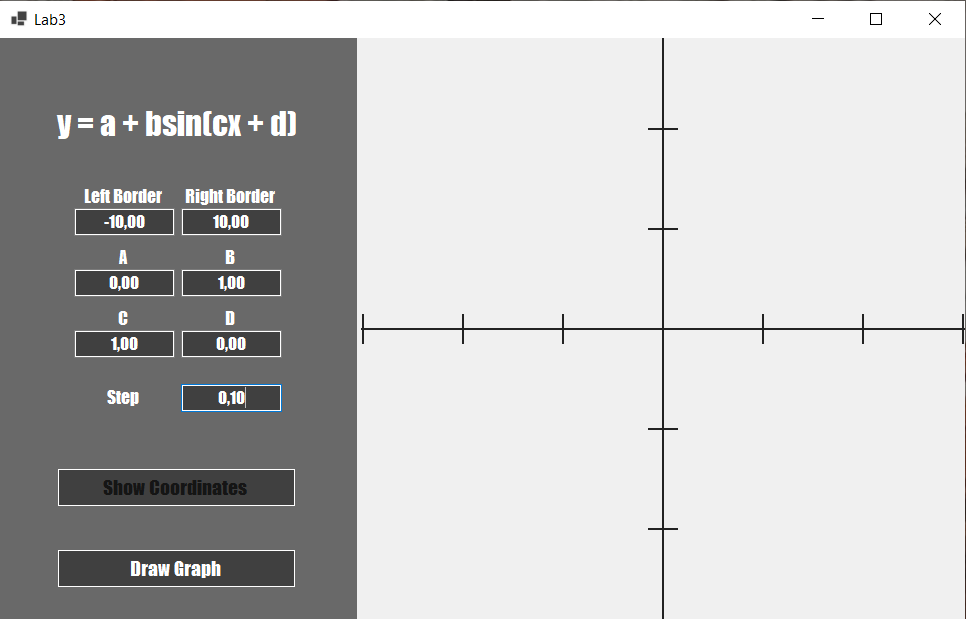 Lab3
y = a + bsin(cx + d)
Left Border Right Border
-10,00 10,00
A B
0,00 1,00
C D
1,00 0,00
Step 0,10
Show Coordinates
Draw Graph